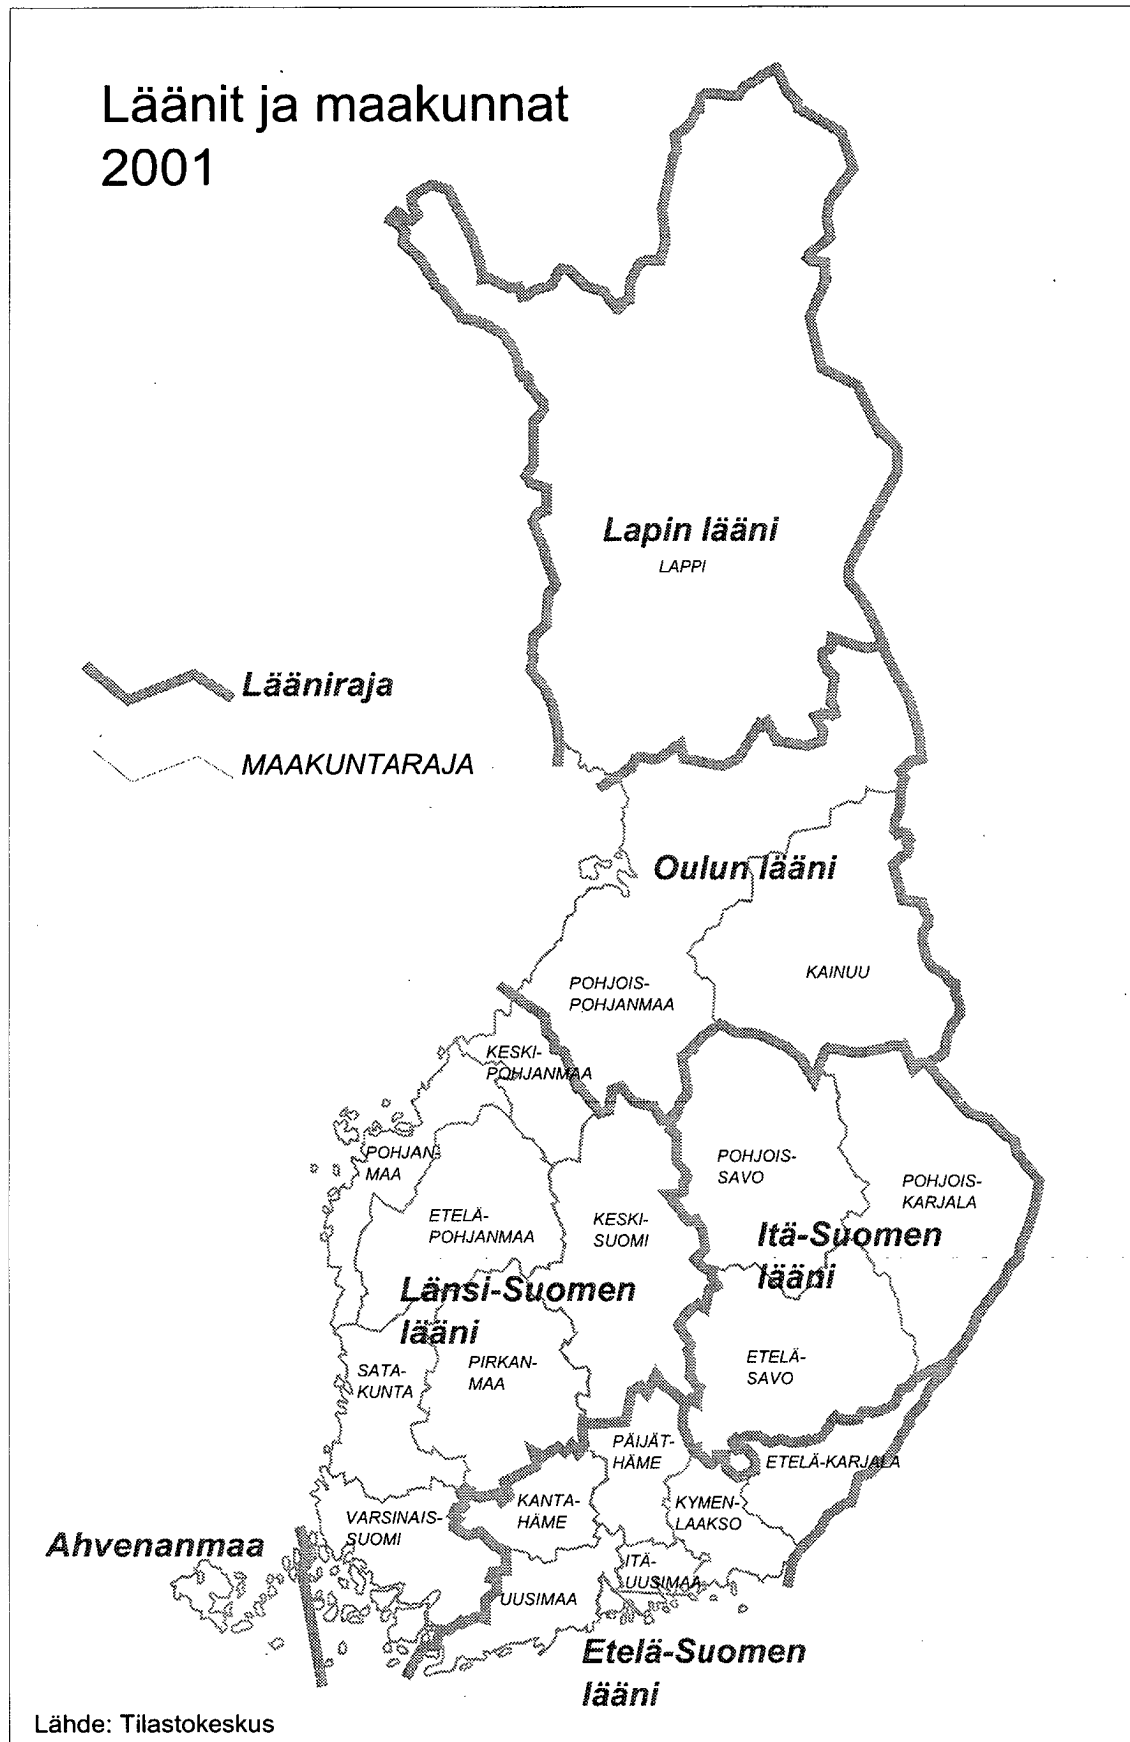 Läänit ja maakunnat
2001
Lapin lääni
LAPPI
Lääniraja
MAAKUNTARAJA
Oulun lääni
KAINUU
POHJOIS-
POHJANMAA
KESKI-
POHJANMAA
POHJAN-
MAA
POHJOIS-
SAVO
POHJOIS-
KARJALA
ETELÄ-
POHJANMAA
KESKI-
SUOMI
Itä-Suomen
lääni
Länsi-Suomen
lääni
SATA-
KUNTA
PIRKAN-
MAA
ETELÄ-
SAVO
PÄIJÄT-
HÄME
ETELÄ-KARJALA
KANTA-
HÄME
KYMEN-
LAAKSO
VARSINAIS-
SUOMI
Ahvenanmaa
ITÄ-
UUSIMAA
UUSIMAA
Etelä-Suomen
lääni
Lähde: Tilastokeskus